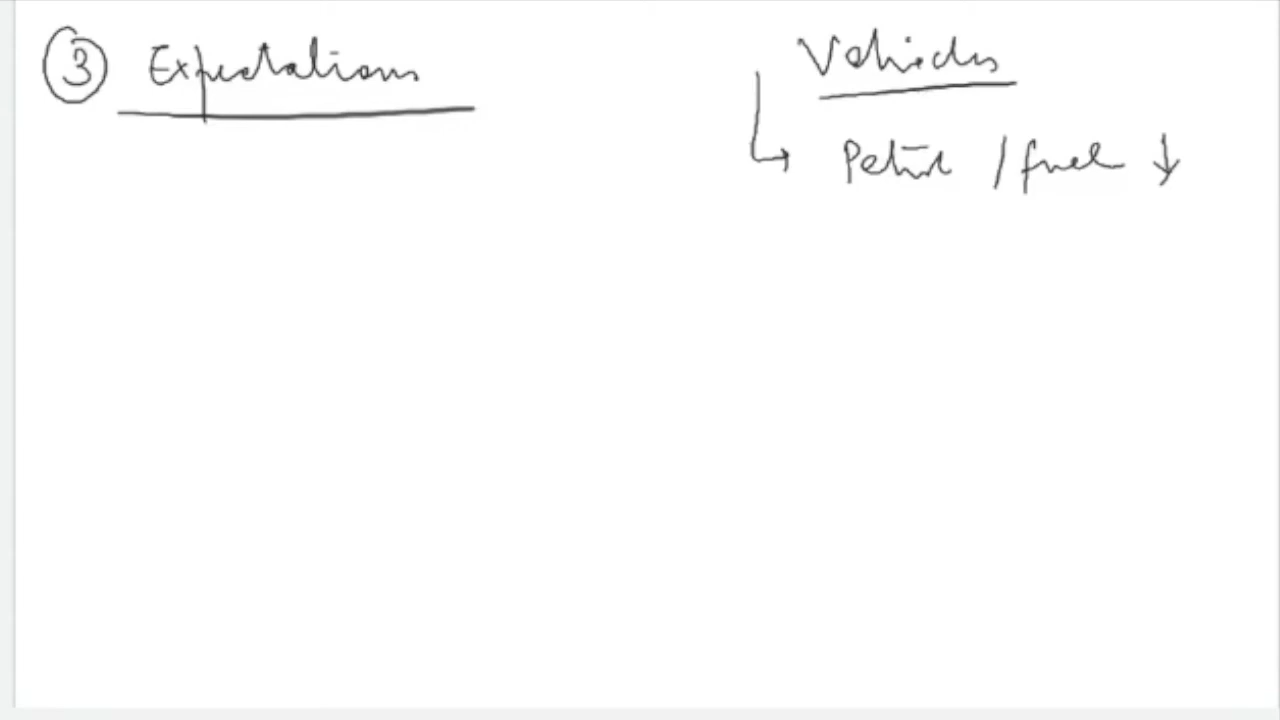 ③ Expectations
Vehicles
↳ Petrol / fuel ↓